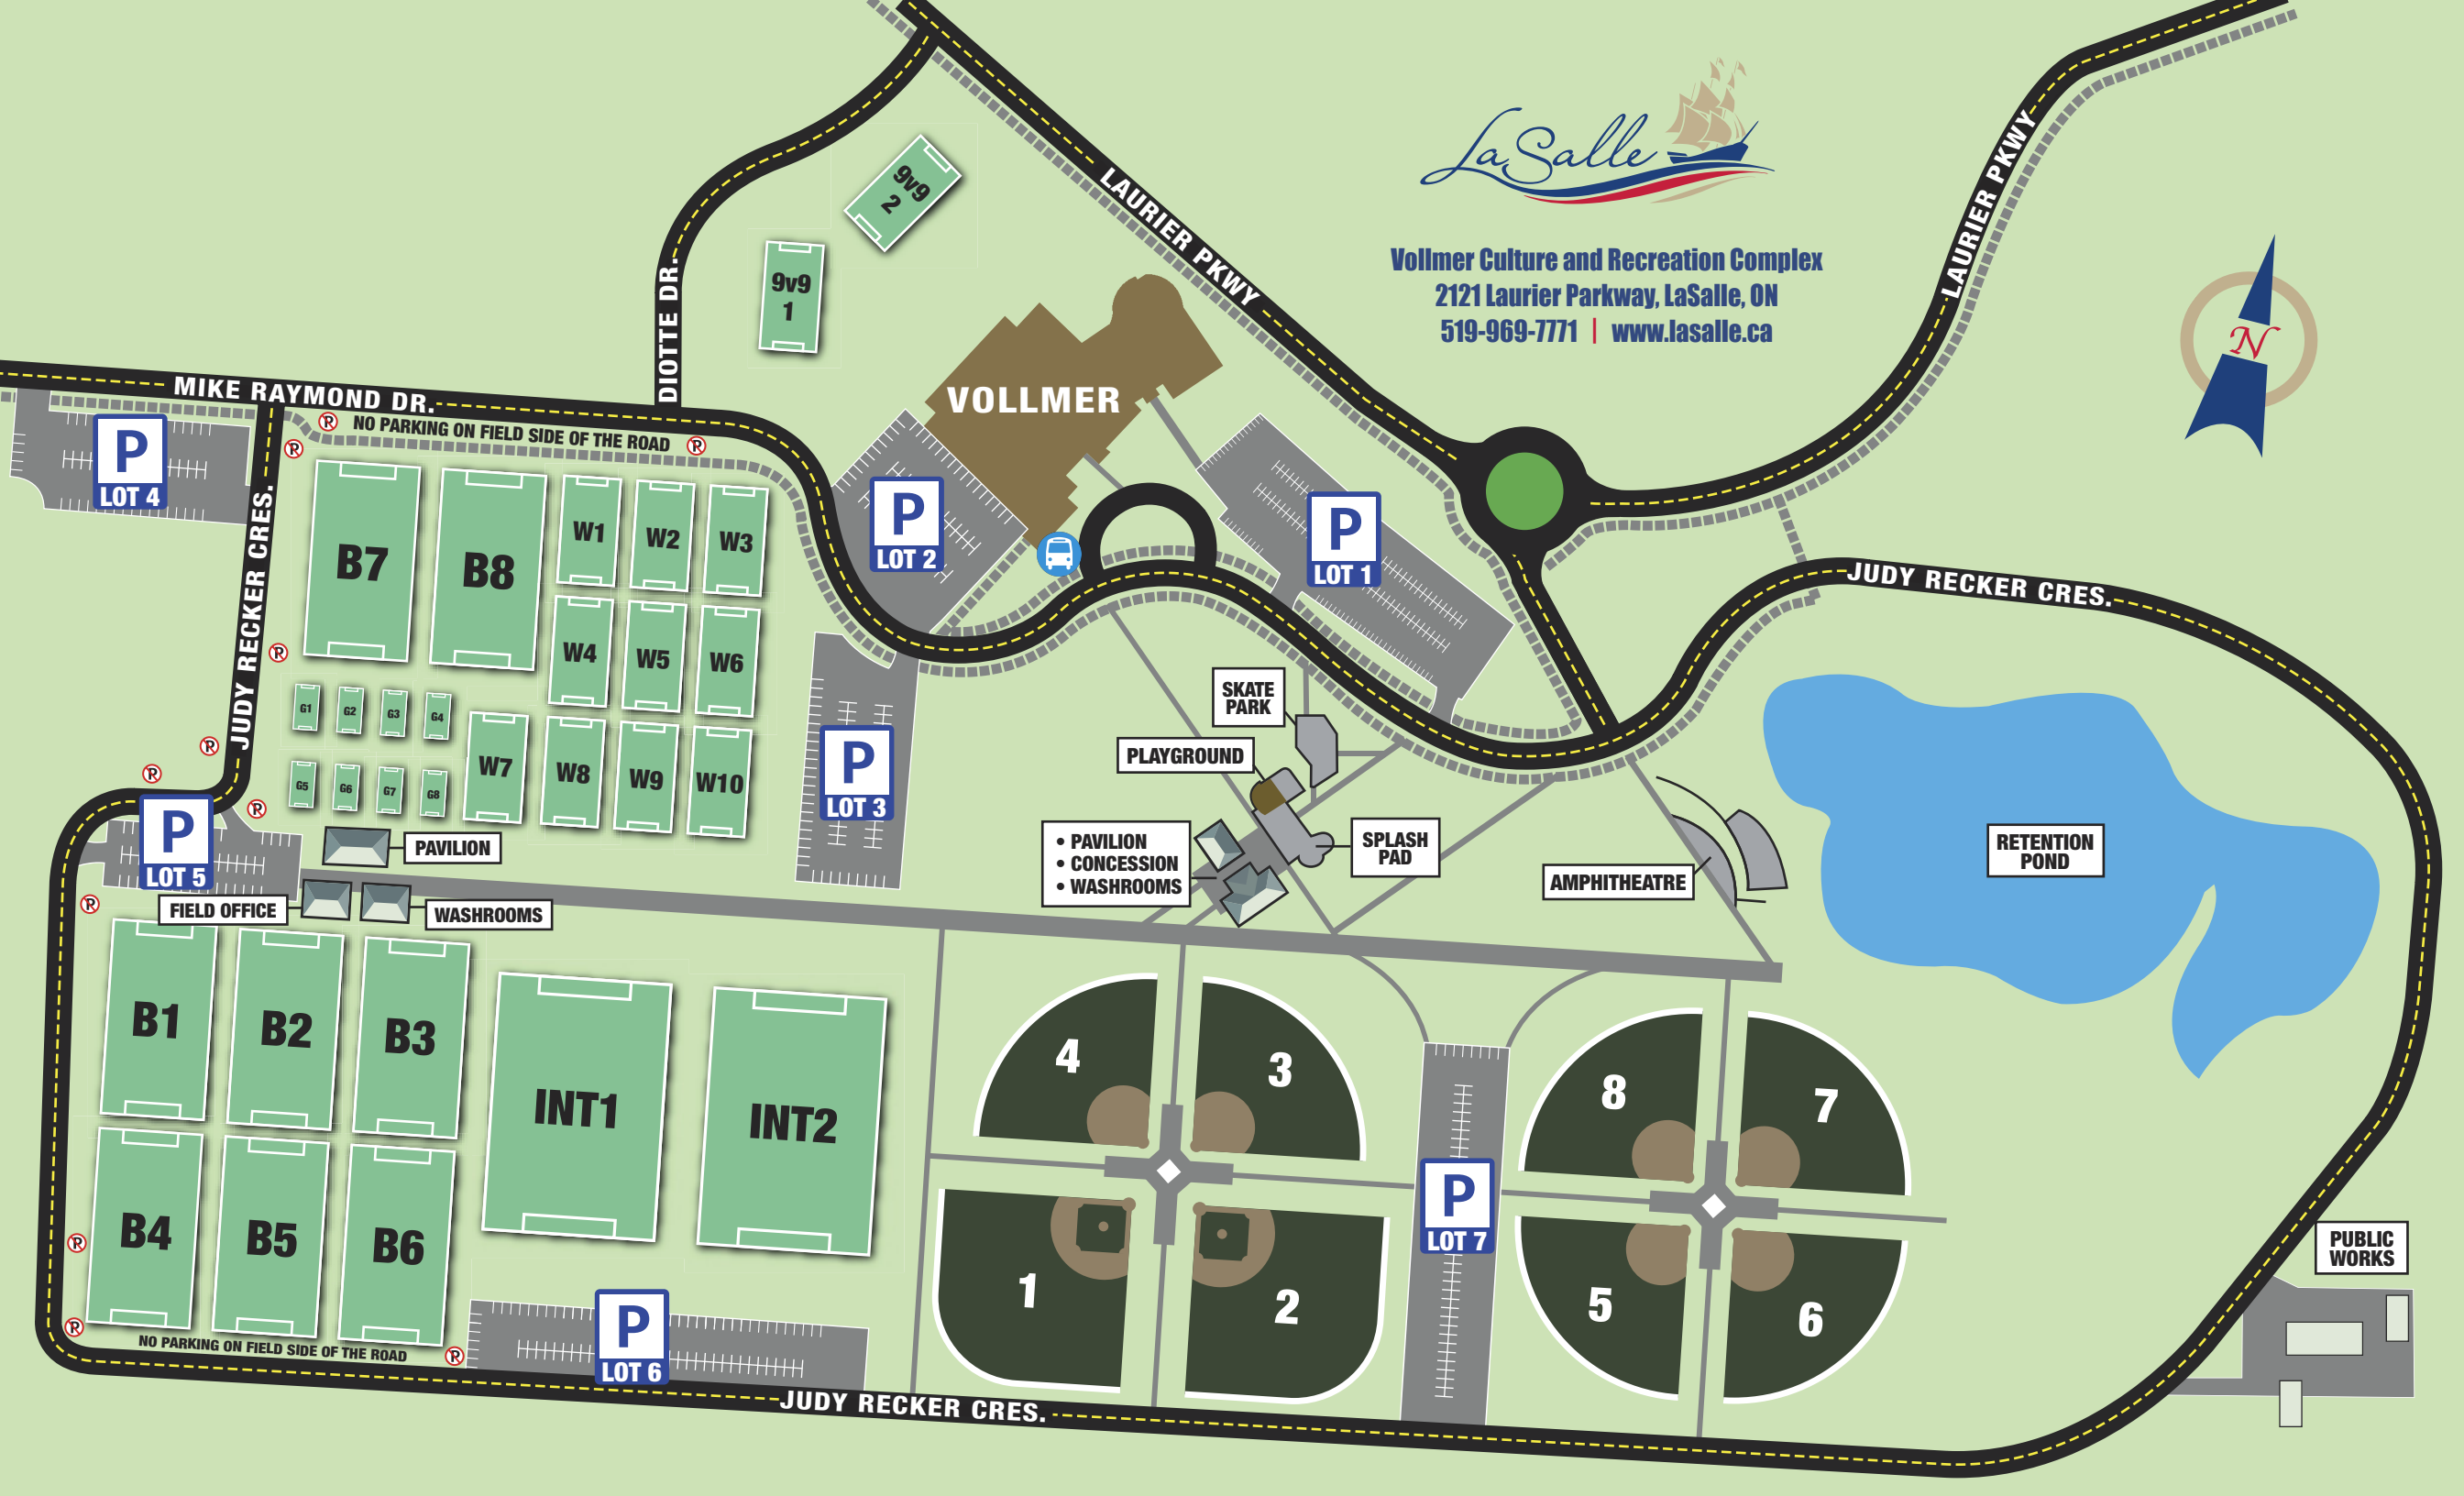 LaSalle
Vollmer Culture and Recreation Complex
2121 Laurier Parkway, LaSalle, ON
519-969-7771 | www.lasalle.ca
N
LAURIER PKWY
LAURIER PKWY
DIOTTE DR.
9v9
2
9v9
1
VOLLMER
MIKE RAYMOND DR.
NO PARKING ON FIELD SIDE OF THE ROAD
P
LOT 4
JUDY RECKER CRES.
B7
B8
W1
W2
W3
W4
W5
W6
W7
W8
W9
W10
G1
G2
G3
G4
G5
G6
G7
G8
P
LOT 2
P
LOT 1
P
LOT 3
JUDY RECKER CRES.
SKATE
PARK
PLAYGROUND
• PAVILION
• CONCESSION
• WASHROOMS
SPLASH
PAD
AMPHITHEATRE
RETENTION
POND
P
LOT 5
PAVILION
FIELD OFFICE
WASHROOMS
B1
B2
B3
B4
B5
B6
INT1
INT2
4
3
1
2
8
7
5
6
P
LOT 7
P
LOT 6
NO PARKING ON FIELD SIDE OF THE ROAD
JUDY RECKER CRES.
PUBLIC
WORKS